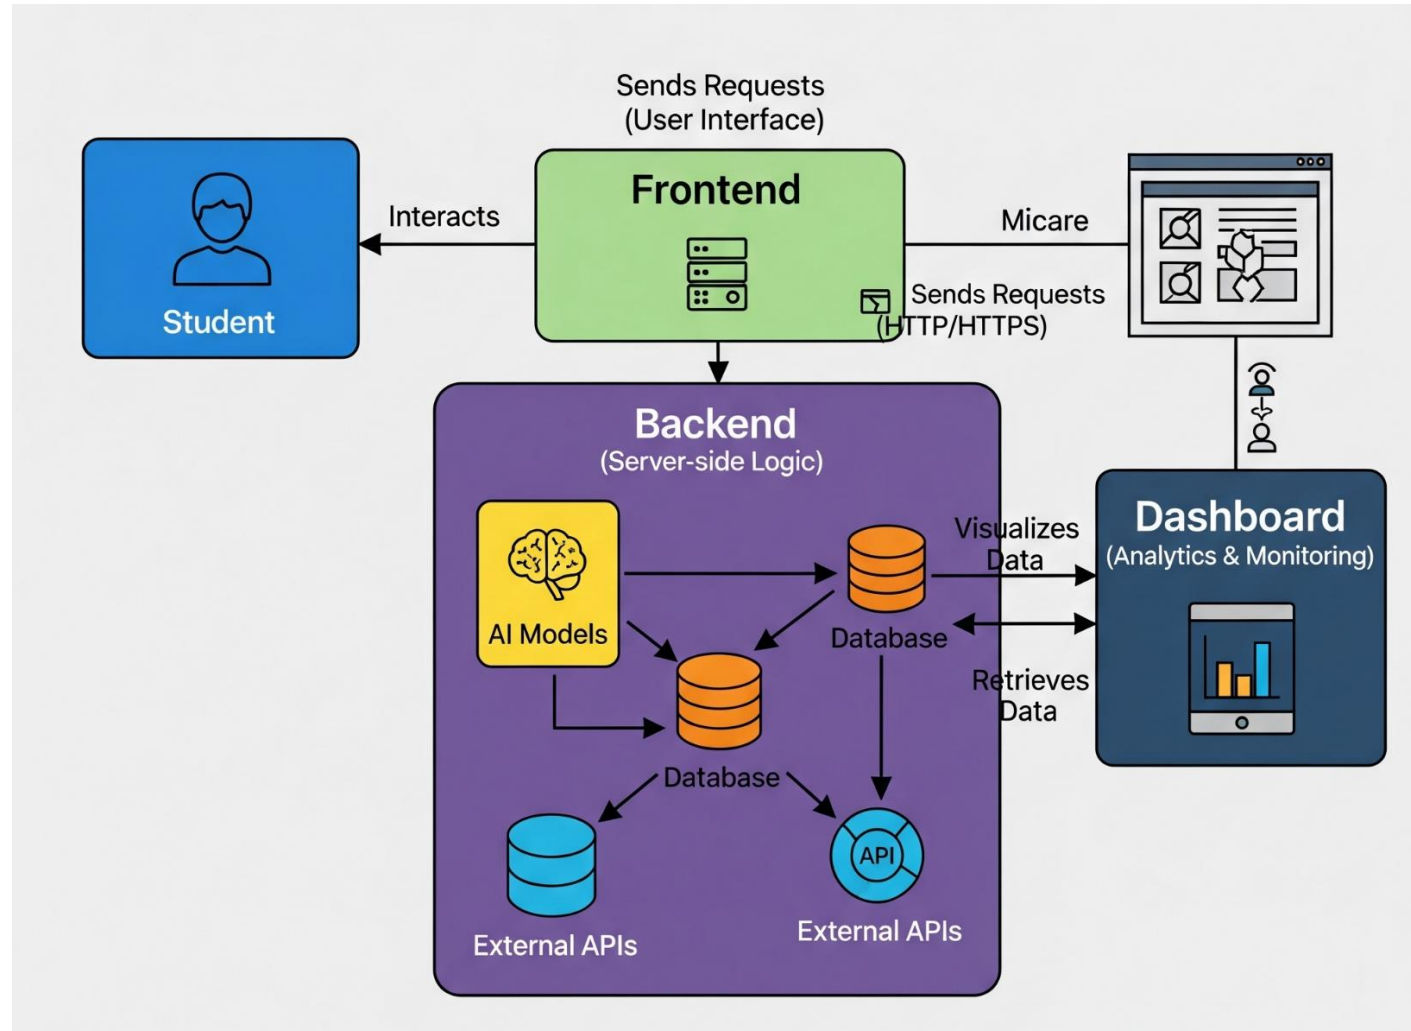 Sends Requests
(User Interface)
Frontend
Interacts
Micare
Student
Sends Requests
(HTTP/HTTPS)
Backend
(Server-side Logic)
Dashboard
(Analytics & Monitoring)
Visualizes
Data
AI Models
Database
Retrieves
Data
Database
API
External APIs
External APIs